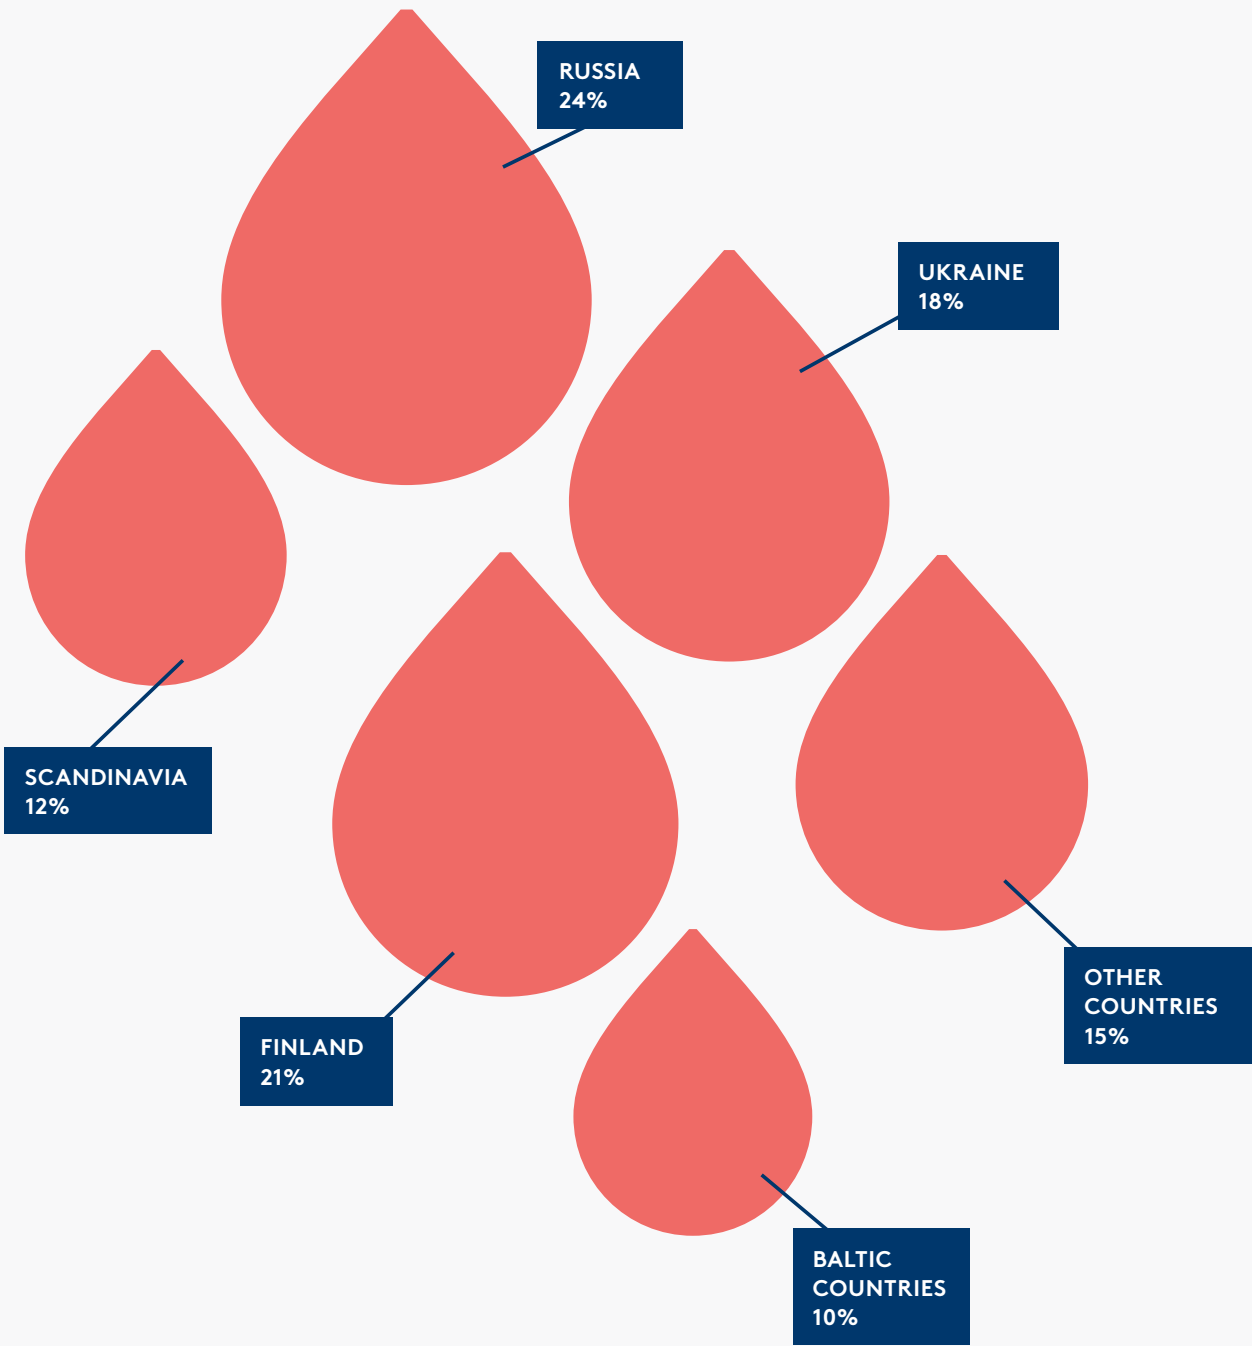 RUSSIA
24%
UKRAINE
18%
SCANDINAVIA
12%
OTHER
COUNTRIES
15%
FINLAND
21%
BALTIC
COUNTRIES
10%